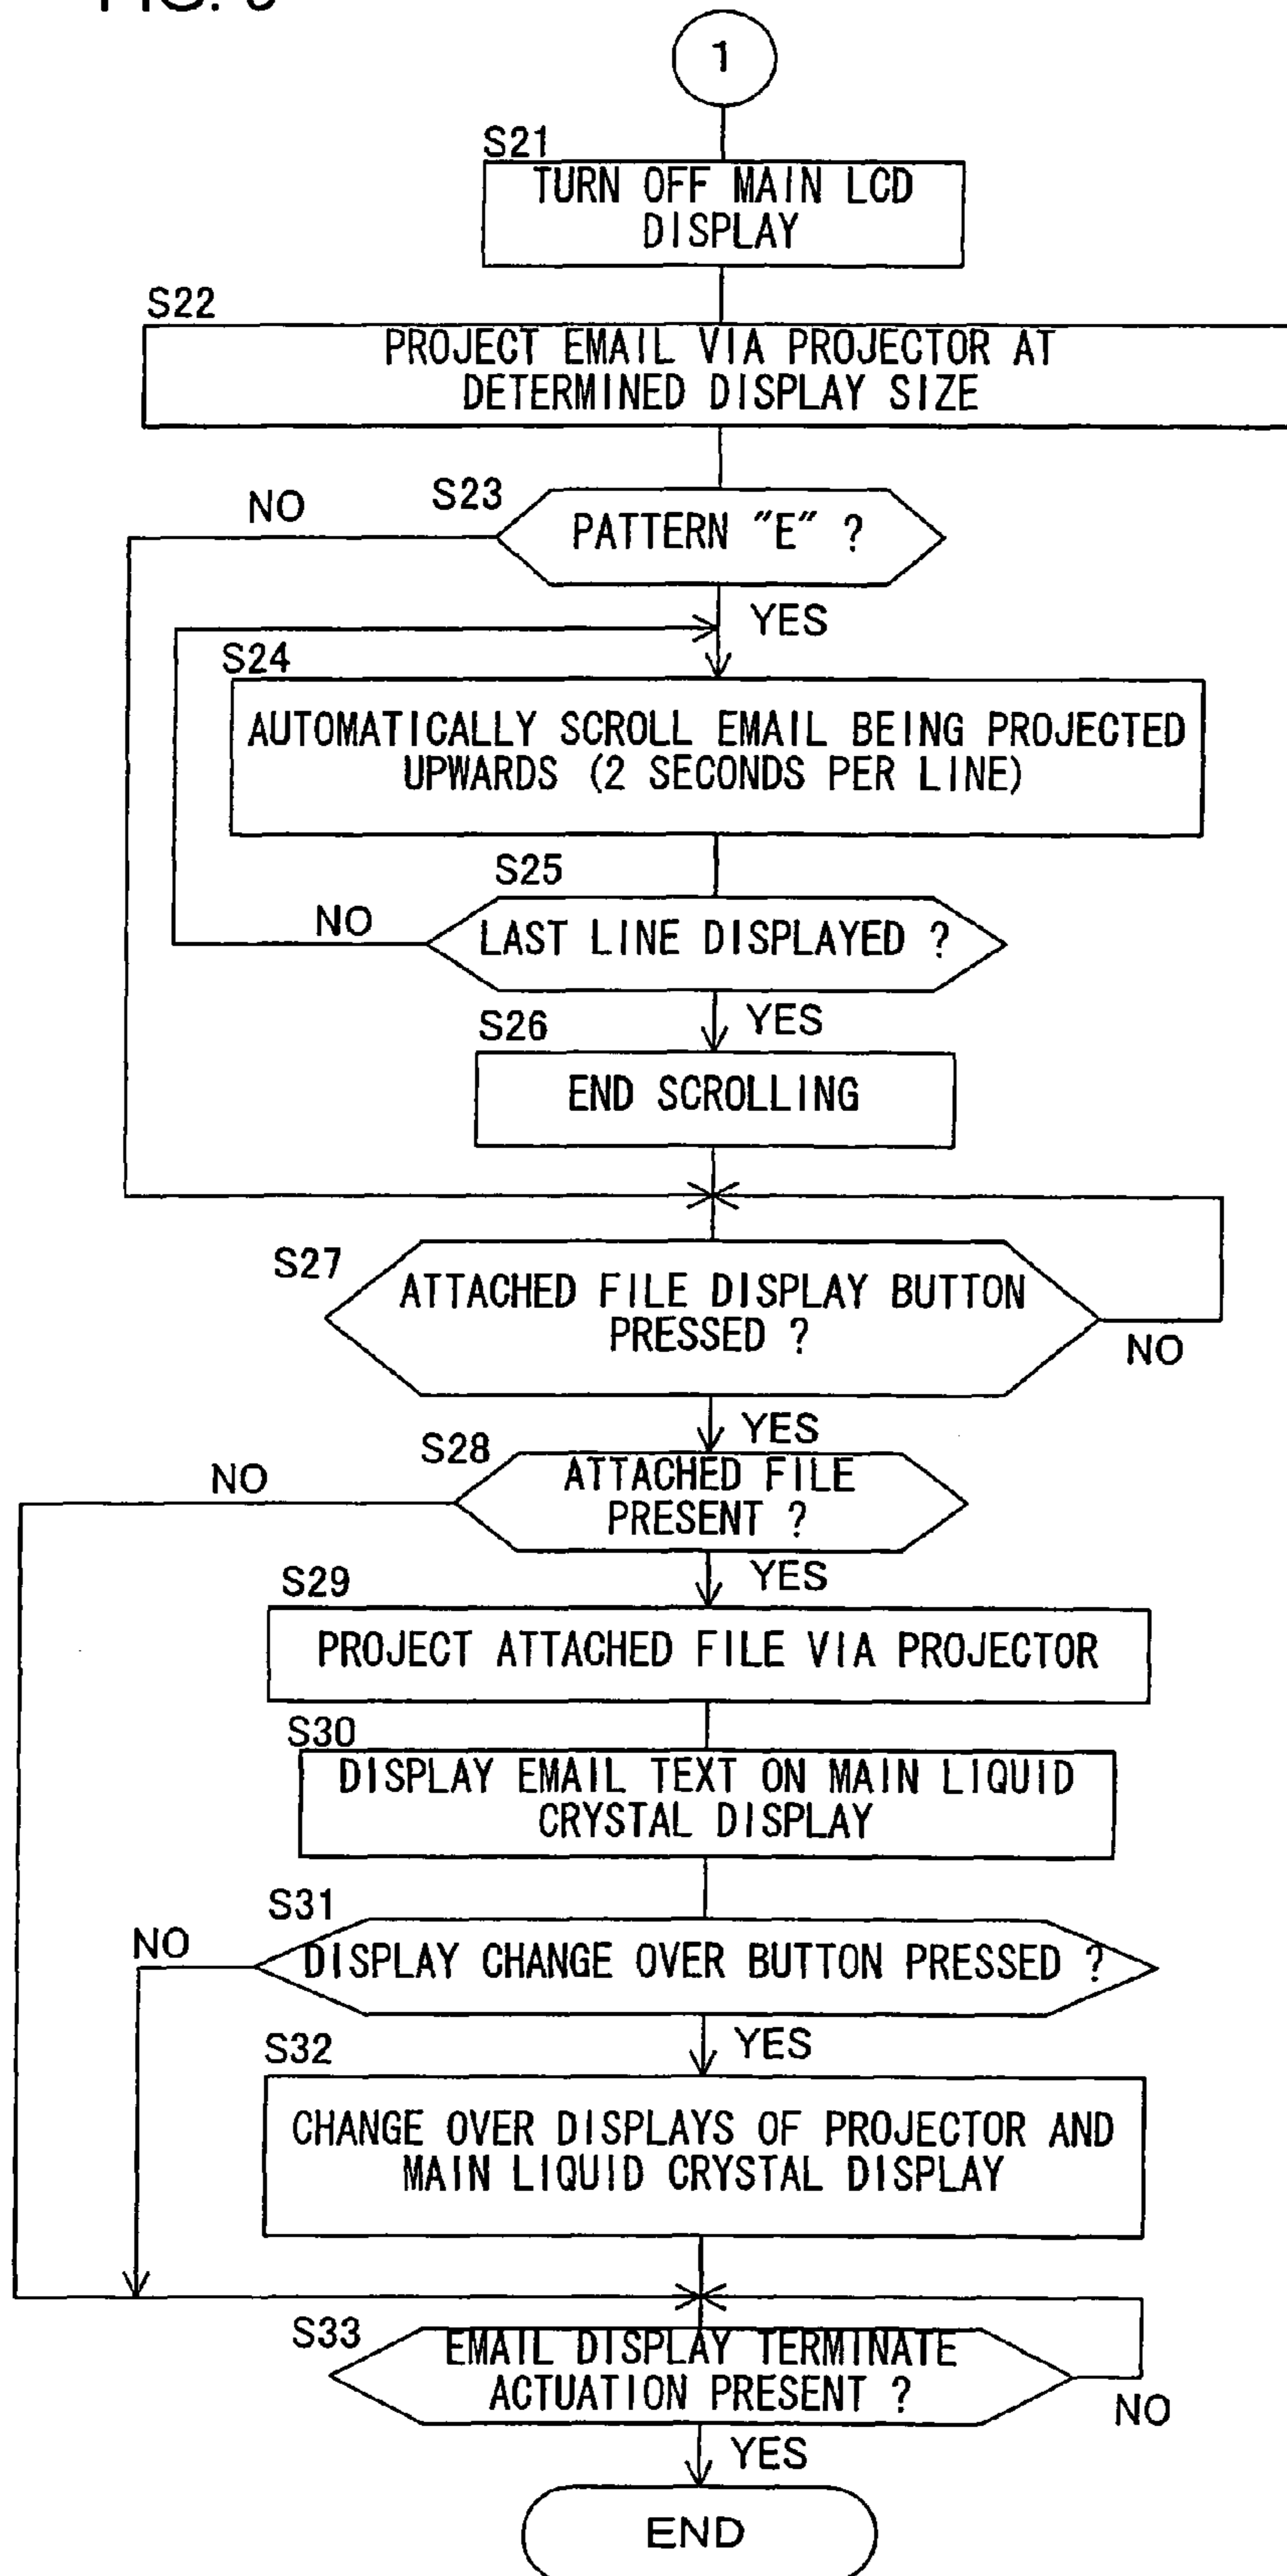 1
S21
TURN OFF MAIN LCD
DISPLAY
S22
PROJECT EMAIL VIA PROJECTOR AT
DETERMINED DISPLAY SIZE
S23
NO
PATTERN "E" ?
YES
S24
AUTOMATICALLY SCROLL EMAIL BEING PROJECTED
UPWARDS (2 SECONDS PER LINE)
S25
NO
LAST LINE DISPLAYED ?
YES
S26
END SCROLLING
S27
ATTACHED FILE DISPLAY BUTTON
PRESSED ?
NO
YES
S28
NO
ATTACHED FILE
PRESENT ?
YES
S29
PROJECT ATTACHED FILE VIA PROJECTOR
S30
DISPLAY EMAIL TEXT ON MAIN LIQUID
CRYSTAL DISPLAY
S31
NO
DISPLAY CHANGE OVER BUTTON PRESSED ?
YES
S32
CHANGE OVER DISPLAYS OF PROJECTOR AND
MAIN LIQUID CRYSTAL DISPLAY
S33
EMAIL DISPLAY TERMINATE
ACTUATION PRESENT ?
NO
YES
END